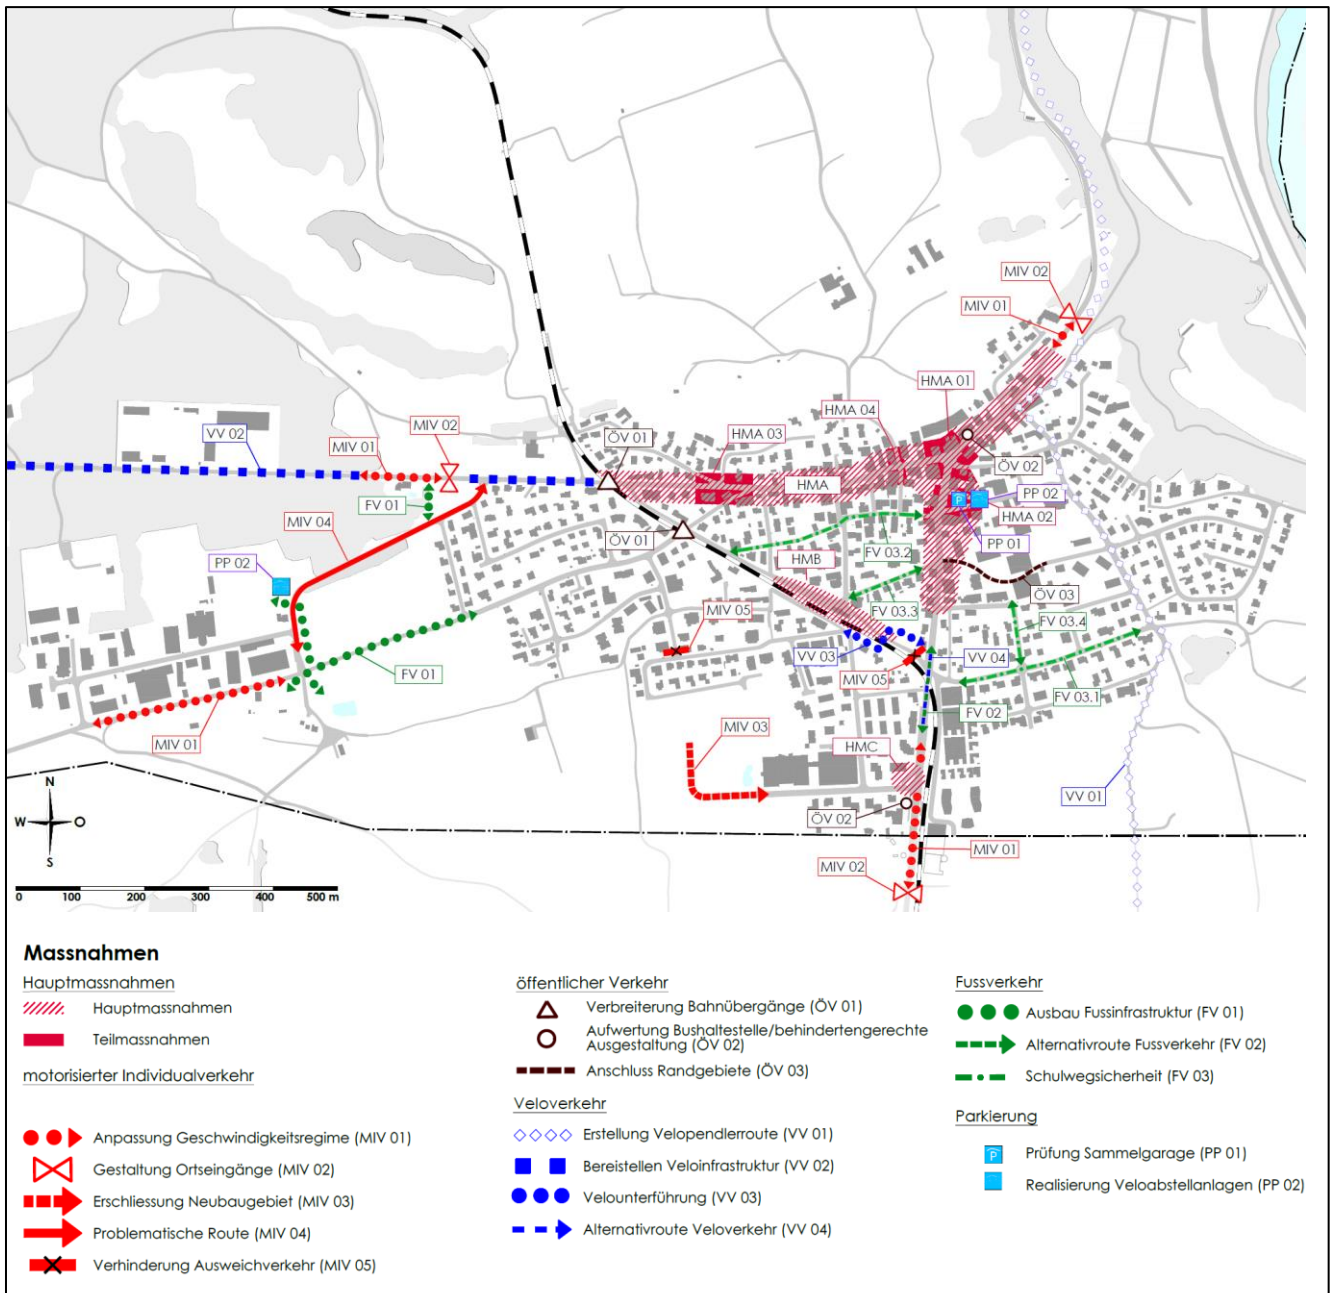 MIV 02
MIV 01
HMA 01
HMA 04
MIV 02
VV 02
MIV 01
ÖV 01
HMA 03
ÖV 02
HMA
PP 02
FV 01
HMA 02
MIV 04
ÖV 01
PP 01
FV 03.2
PP 02
HMB
ÖV 03
MIV 05
FV 03.3
FV 03.4
VV 03
VV 04
FV 01
MIV 05
FV 03.1
FV 02
MIV 03
MIV 01
HMC
VV 01
N
W O
S
ÖV 02
MIV 01
MIV 02
0 100 200 300 400 500 m
Massnahmen
Hauptmassnahmen
Hauptmassnahmen
Teilmassnahmen
motorisierter Individualverkehr
Anpassung Geschwindigkeitsregime (MIV 01)
Gestaltung Ortseingänge (MIV 02)
Erschliessung Neubaugebiet (MIV 03)
Problematische Route (MIV 04)
Verhinderung Ausweichverkehr (MIV 05)
öffentlicher Verkehr
Verbreiterung Bahnübergänge (ÖV 01)
Aufwertung Bushaltestelle/behindertengerechte
Ausgestaltung (ÖV 02)
Anschluss Randgebiete (ÖV 03)
Veloverkehr
Erstellung Velopendlerroute (VV 01)
Bereistellen Veloinfrastruktur (VV 02)
Velounterführung (VV 03)
Alternativroute Veloverkehr (VV 04)
Fussverkehr
Ausbau Fussinfrastruktur (FV 01)
Alternativroute Fussverkehr (FV 02)
Schulwegsicherheit (FV 03)
Parkierung
P
Prüfung Sammelgarage (PP 01)
Realisierung Veloabstellanlagen (PP 02)